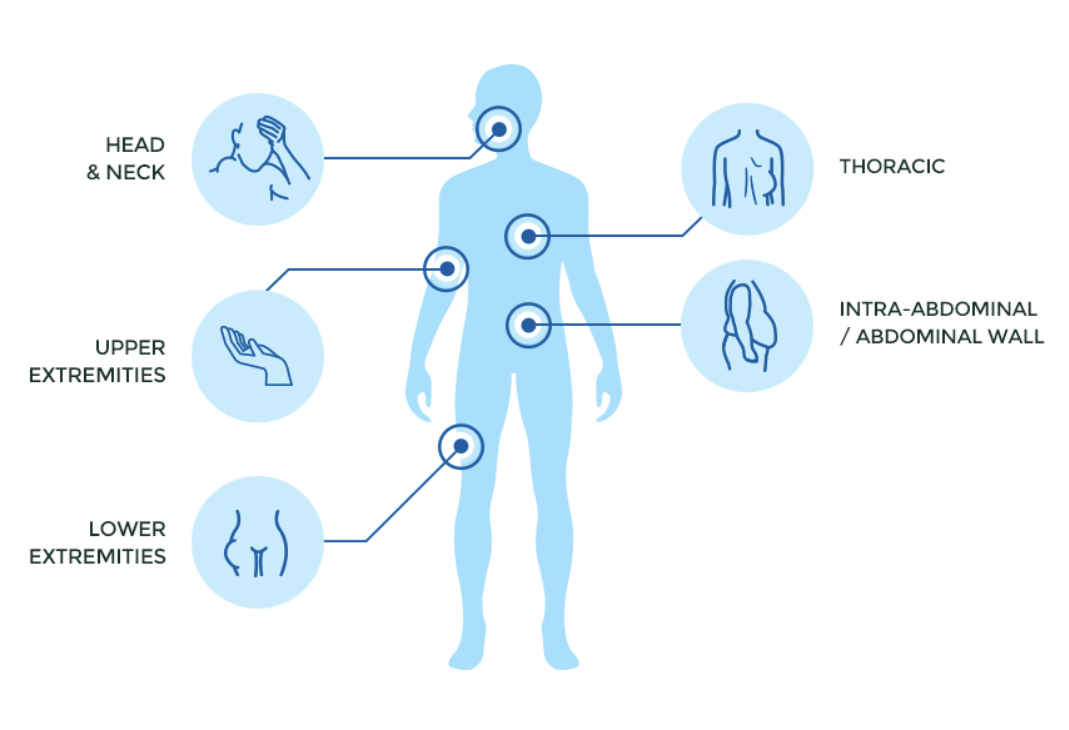 HEAD
& NECK
THORACIC
UPPER
EXTREMITIES
INTRA-ABDOMINAL
/ ABDOMINAL WALL
LOWER
EXTREMITIES